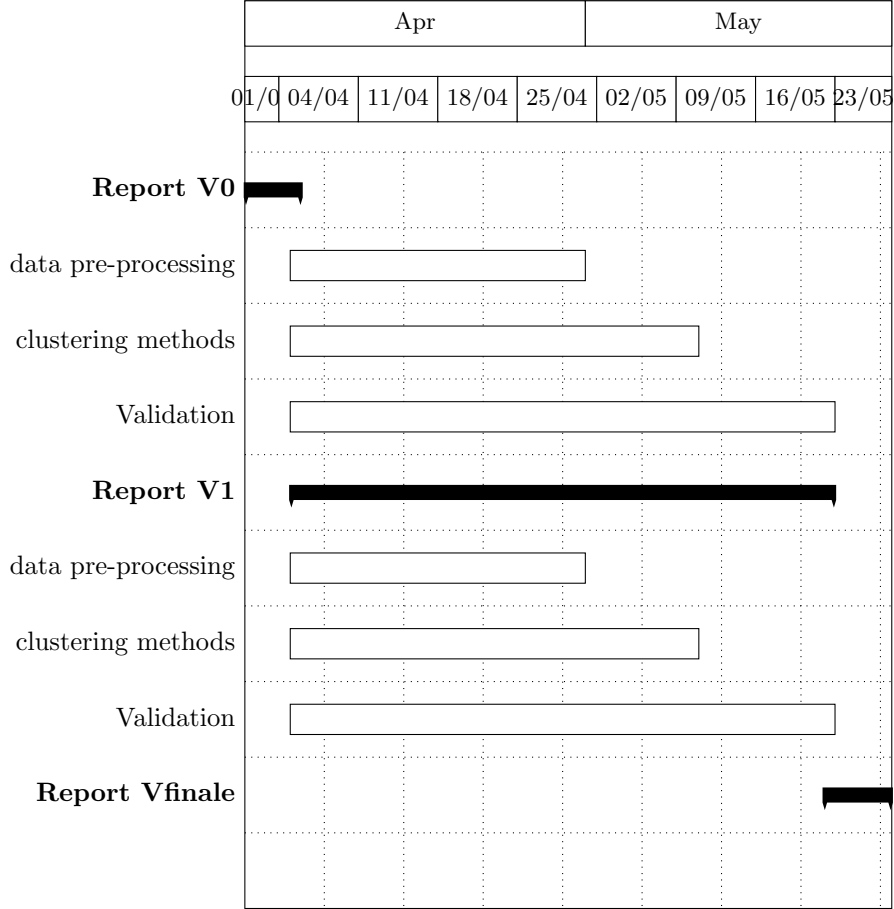 Apr May
01/0 04/04 11/04 18/04 25/04 02/05 09/05 16/05 23/05
Report V0
data pre-processing
clustering methods
Validation
Report V1
data pre-processing
clustering methods
Validation
Report Vfinale